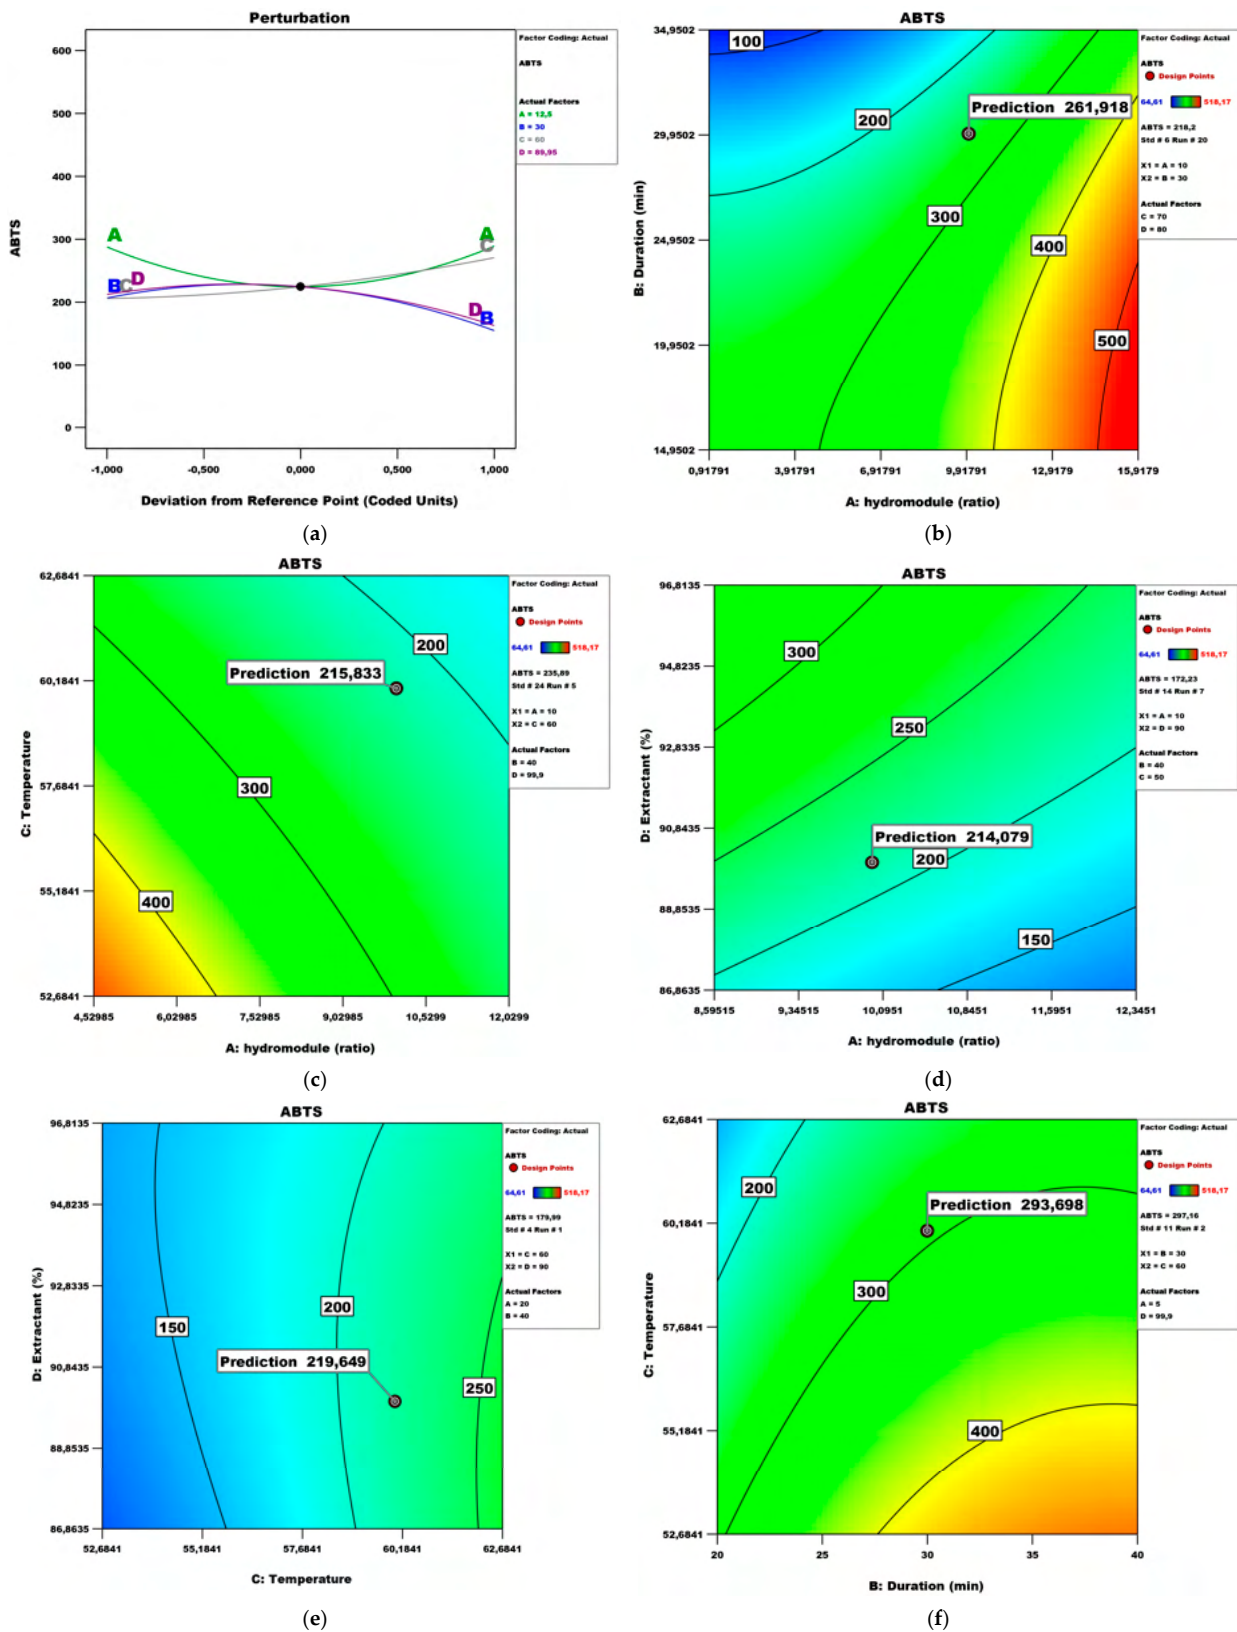 Perturbation
600
500
400
300
200
100
0
ABTS
A
A
C
B
C
D
D
B
-1,000
-0,500
0,000
0,500
1,000
Deviation from Reference Point (Coded Units)
Factor Coding: Actual
ABTS
Actual Factors
A = 12,5
B = 30
C = 60
D = 89,95
(a)
ABTS
34,9502
29,9502
24,9502
19,9502
14,9502
B: Duration (min)
100
200
Prediction 261,918
300
400
500
0,91791
3,91791
6,91791
9,91791
12,9179
15,9179
A: hydromodule (ratio)
Factor Coding: Actual
ABTS
Design Points
64,61 518,17
ABTS = 218,2
Std # 6 Run # 20
X1 = A = 10
X2 = B = 30
Actual Factors
C = 70
D = 80
(b)
ABTS
62,6841
60,1841
57,6841
55,1841
52,6841
C: Temperature
200
Prediction 215,833
300
400
4,52985
6,02985
7,52985
9,02985
10,5299
12,0299
A: hydromodule (ratio)
Factor Coding: Actual
ABTS
Design Points
64,61 518,17
ABTS = 235,89
Std # 24 Run # 5
X1 = A = 10
X2 = C = 60
Actual Factors
B = 40
D = 99,9
(c)
ABTS
96,8135
94,8235
92,8335
90,8435
88,8535
86,8635
D: Extractant (%)
300
250
Prediction 214,079
200
150
8,59515
9,34515
10,0951
10,8451
11,5951
12,3451
A: hydromodule (ratio)
Factor Coding: Actual
ABTS
Design Points
64,61 518,17
ABTS = 172,23
Std # 14 Run # 7
X1 = A = 10
X2 = D = 90
Actual Factors
B = 40
C = 50
(d)
ABTS
96,8135
94,8235
92,8335
90,8435
88,8535
86,8635
D: Extractant (%)
150
200
Prediction 219,649
250
52,6841
55,1841
57,6841
60,1841
62,6841
C: Temperature
Factor Coding: Actual
ABTS
Design Points
64,61 518,17
ABTS = 179,99
Std # 4 Run # 1
X1 = C = 60
X2 = D = 90
Actual Factors
A = 20
B = 40
(e)
ABTS
62,6841
60,1841
57,6841
55,1841
52,6841
C: Temperature
200
Prediction 293,698
300
400
20
25
30
35
40
B: Duration (min)
Factor Coding: Actual
ABTS
Design Points
64,61 518,17
ABTS = 297,16
Std # 11 Run # 2
X1 = B = 30
X2 = C = 60
Actual Factors
A = 5
D = 99,9
(f)